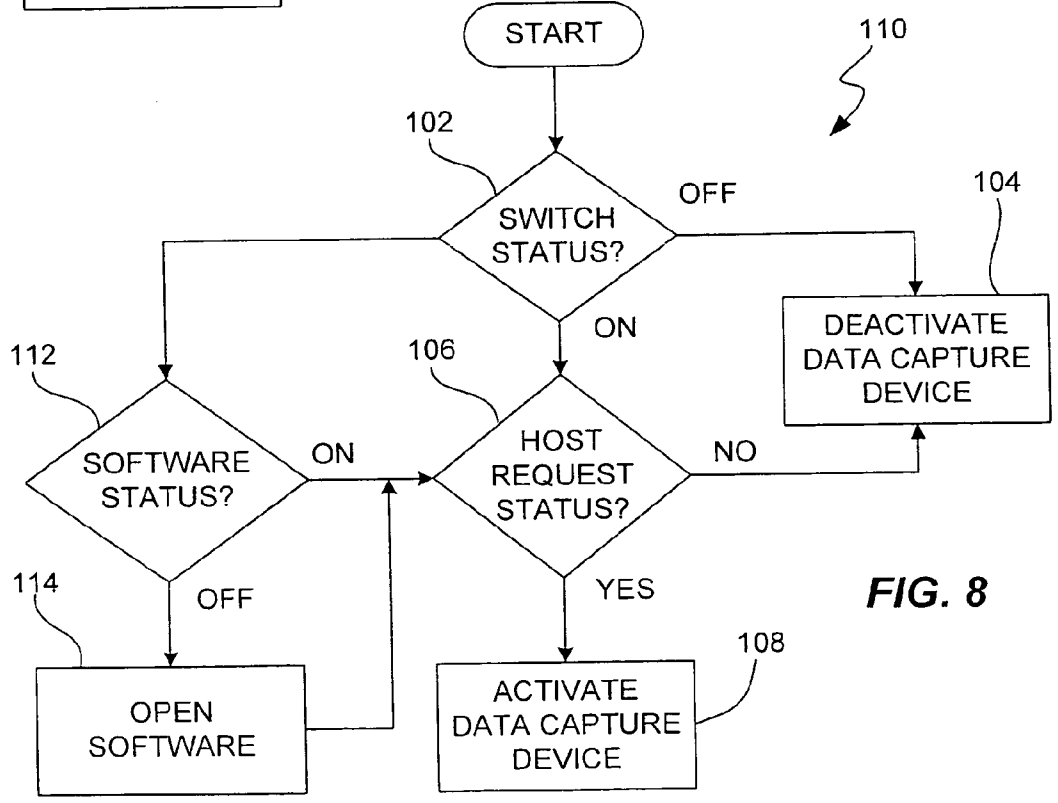 START
110
102
SWITCH
STATUS?
OFF
104
ON
DEACTIVATE
DATA CAPTURE
DEVICE
112
106
SOFTWARE
STATUS?
ON
HOST
REQUEST
STATUS?
NO
OFF
YES
FIG. 8
114
108
OPEN
SOFTWARE
ACTIVATE
DATA CAPTURE
DEVICE